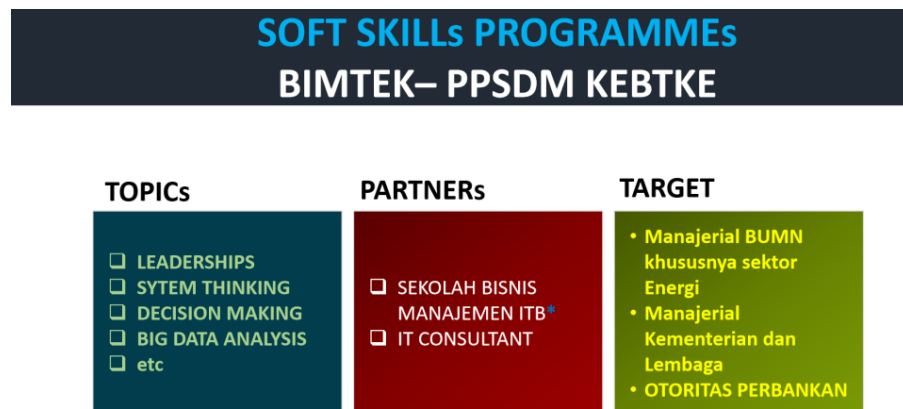 SOFT SKILLs PROGRAMMEs
BIMTEK– PPSDM KEBTKE
TOPICs
❑ LEADERSHIPS
❑ SYTEM THINKING
❑ DECISION MAKING
❑ BIG DATA ANALYSIS
❑ etc
PARTNERs
❑ SEKOLAH BISNIS
MANAJEMEN ITB*
❑ IT CONSULTANT
TARGET
• Manajerial BUMN
khususnya sektor
Energi
• Manajerial
Kementerian dan
Lembaga
• OTORITAS PERBANKAN